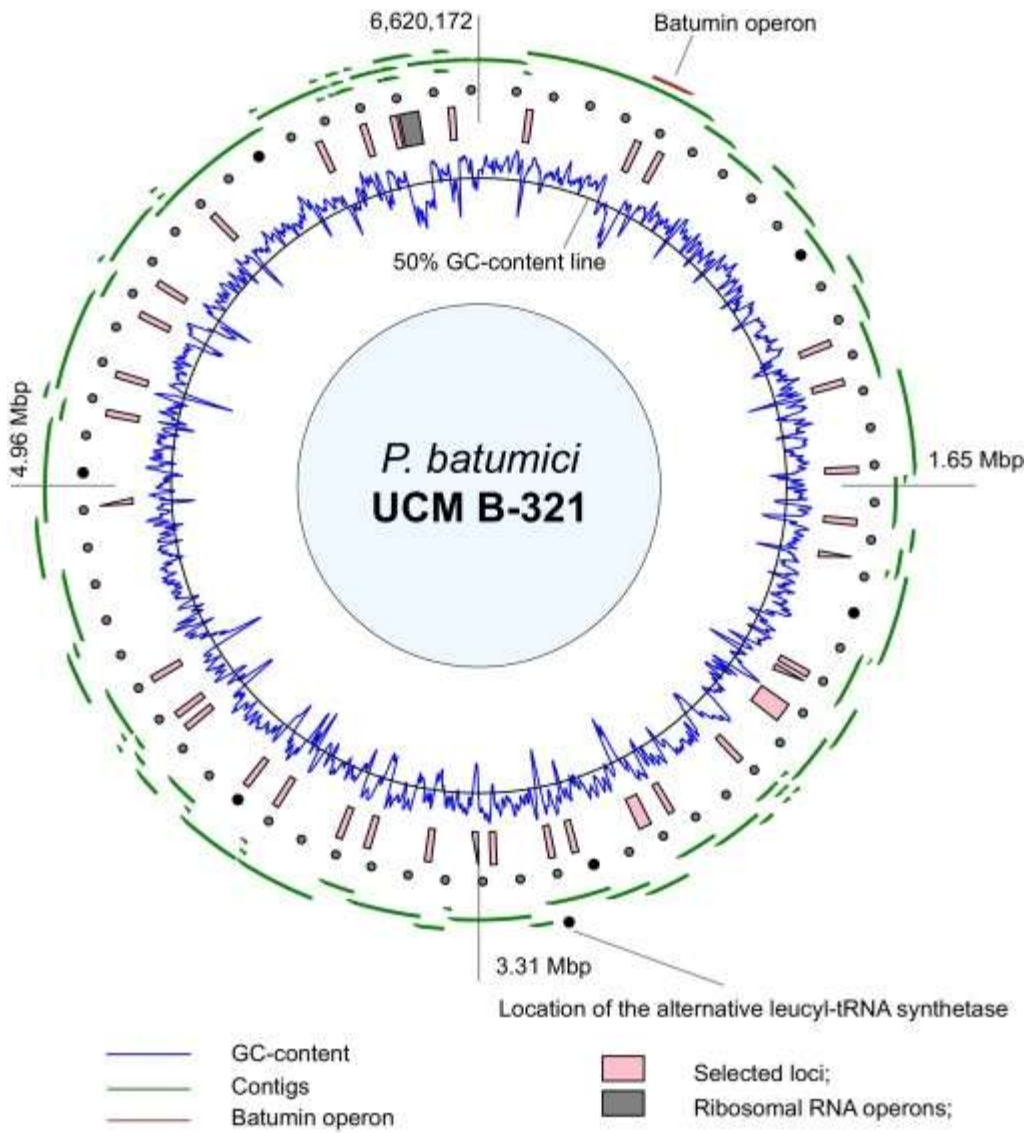 6,620,172
Batumin operon
50% GC-content line
4.96 Mbp
P. batumici
UCM B-321
1.65 Mbp
3.31 Mbp
Location of the alternative leucyl-tRNA synthetase
GC-content
Contigs
Batumin operon
Selected loci;
Ribosomal RNA operons;